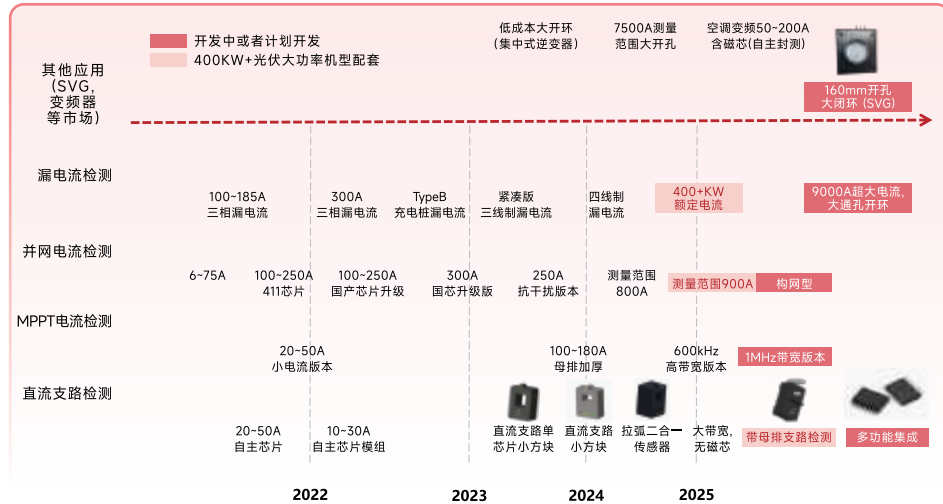 开发中或者计划开发
400KW+光伏大功率机型配套
其他应用
(SVG,
变频器
等市场)
低成本大开环
(集中式逆变器)
7500A测量
范围大开孔
空调变频50~200A
含磁芯(自主封测)
160mm开孔
大闭环 (SVG)
漏电流检测
100~185A
三相漏电流
300A
三相漏电流
TypeB
充电桩漏电流
紧凑版
三线制漏电流
四线制
漏电流
400+KW
额定电流
9000A超大电流,
大通孔开环
并网电流检测
6~75A
100~250A
411芯片
100~250A
国产芯片升级
300A
国芯升级版
250A
抗干扰版本
测量范围
800A
测量范围900A
构网型
MPPT电流检测
20~50A
小电流版本
100~180A
母排加厚
600kHz
高带宽版本
1MHz带宽版本
直流支路检测
20~50A
自主芯片
10~30A
自主芯片模组
直流支路单
芯片小方块
直流支路
小方块
拉弧二合一
传感器
大带宽,
无磁芯
带母排支路检测
多功能集成
2022
2023
2024
2025